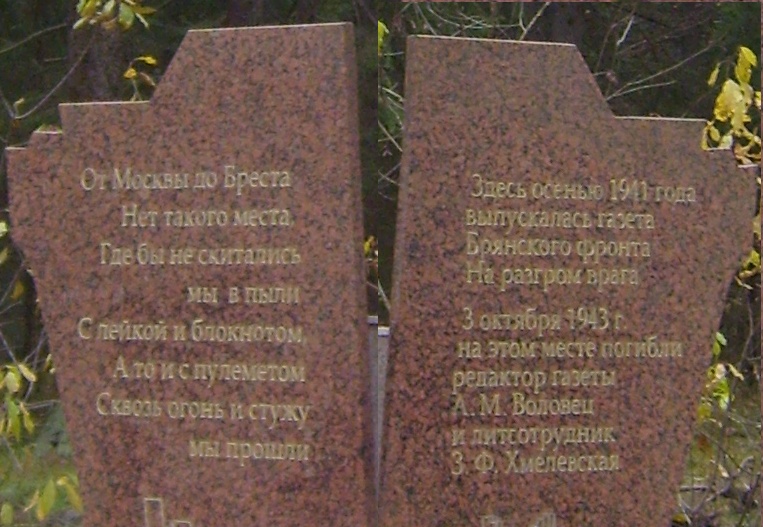 От Москвы до Бреста
Нет такого места,
Где бы не скитались
мы в пыли
С лейкой и блокнотом,
А то и с пулеметом
Сквозь огонь и стужу
мы прошли
Здесь осенью 1941 года
выпускалась газета
Брянского фронта
На разгром врага
3 октября 1943 г.
на этом месте погибли
редактор газеты
А. М. Воловец
и литсотрудник
З. Ф. Хмелевская